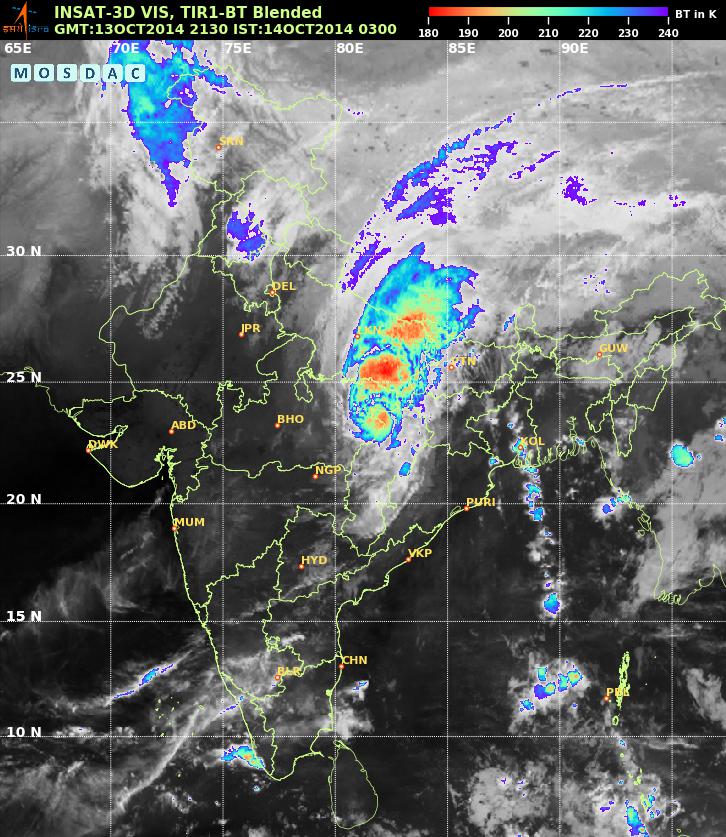 INSAT-3D VIS, TIR1-BT Blended
GMT:13OCT2014 2130 IST:14OCT2014 0300
BT in K
180 190 200 210 220 230 240
65E 70E 75E 80E 85E 90E
MOSDAC
SRN
30 N
DEL
JPR
LKN
GUW
PTN
25 N
BHO
ABD
DWK
KOL
NGP
20 N
PURI
MUM
VKP
HYD
15 N
CHN
BLR
PBL
10 N